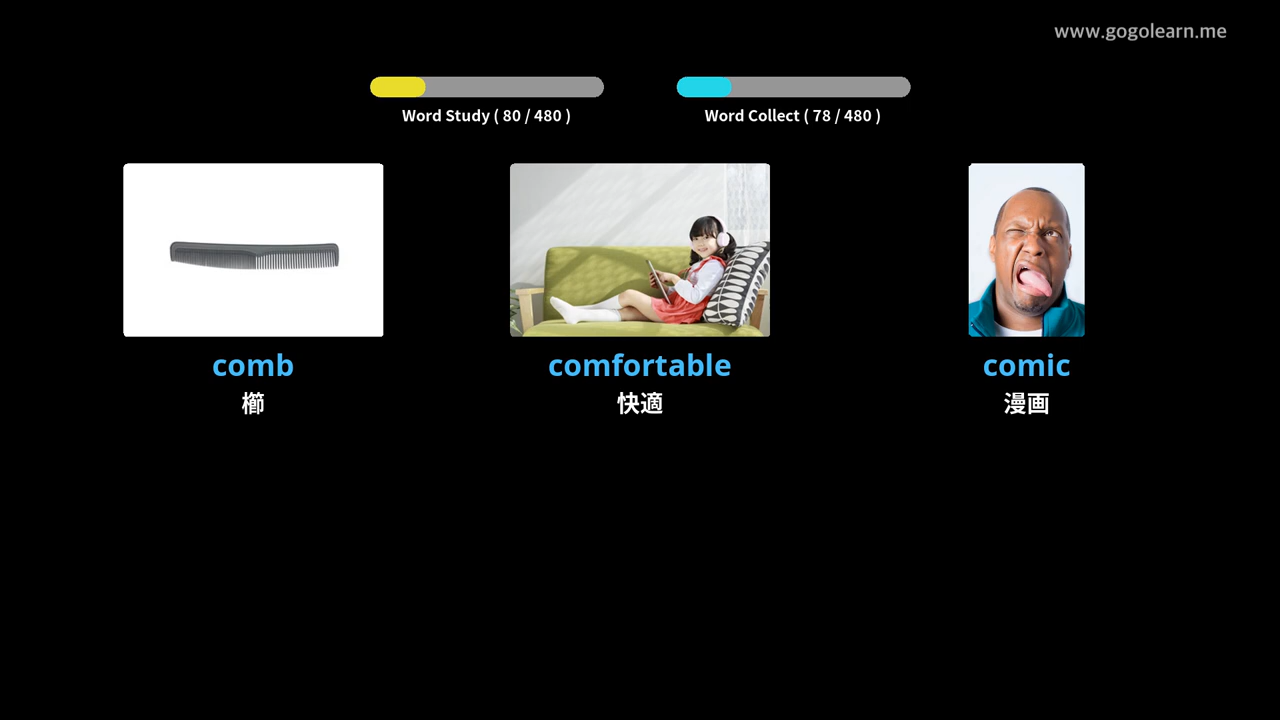 www.gogolearn.me
Word Study ( 80 / 480 )
Word Collect ( 78 / 480 )
comb
櫛
comfortable
快適
comic
漫画